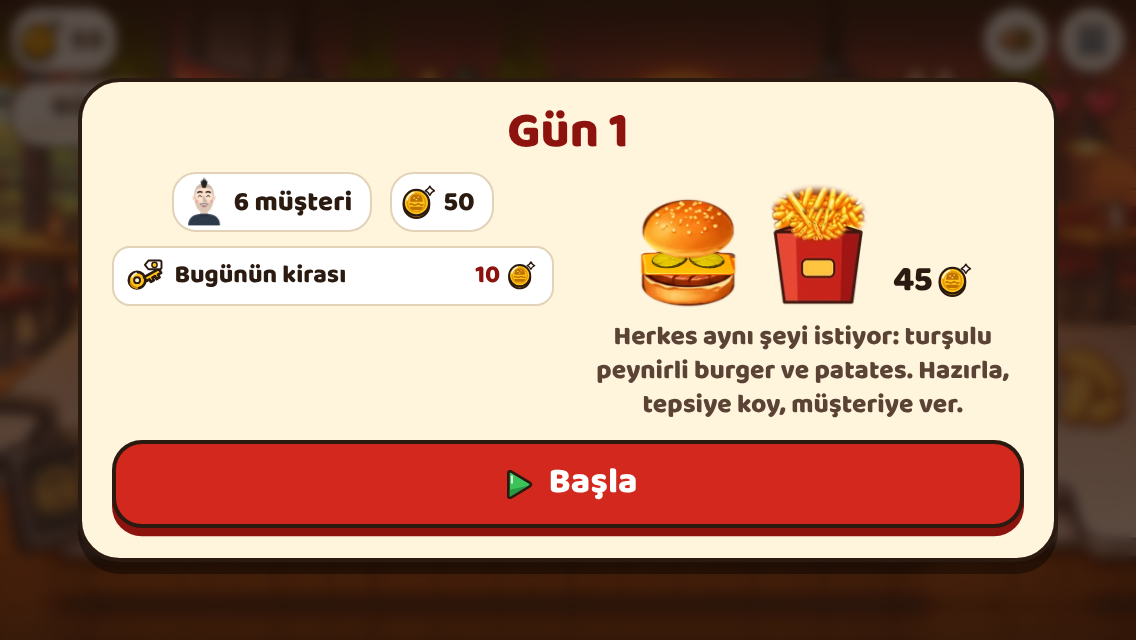 Gün 1
6 müşteri
50
Bugünün kirası
10
45
Herkes aynı şeyi istiyor: turşulu
peynirli burger ve patates. Hazırla,
tepsiye koy, müşteriye ver.
Başla